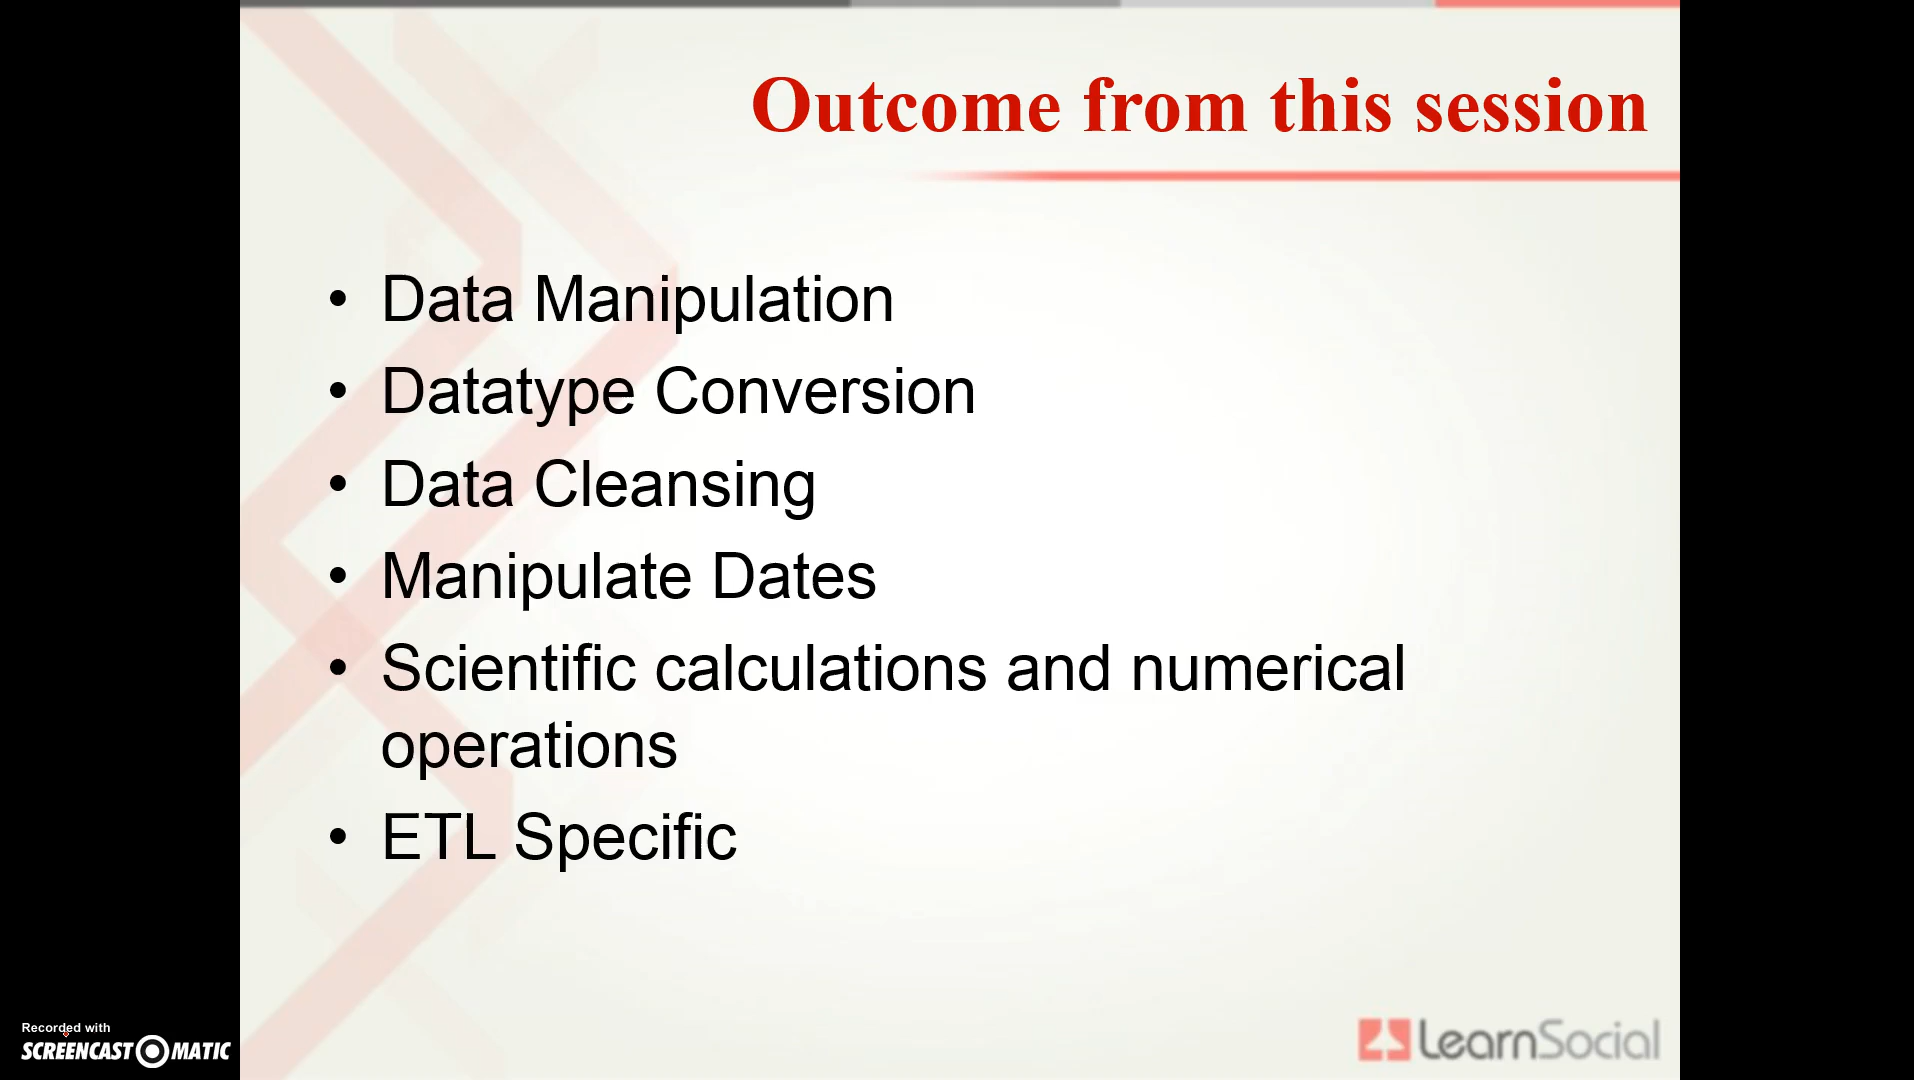 Outcome from this session
• Data Manipulation
• Datatype Conversion
• Data Cleansing
• Manipulate Dates
• Scientific calculations and numerical
operations
• ETL Specific
Recorded with
SCREENCAST-O-MATIC
LearnSocial